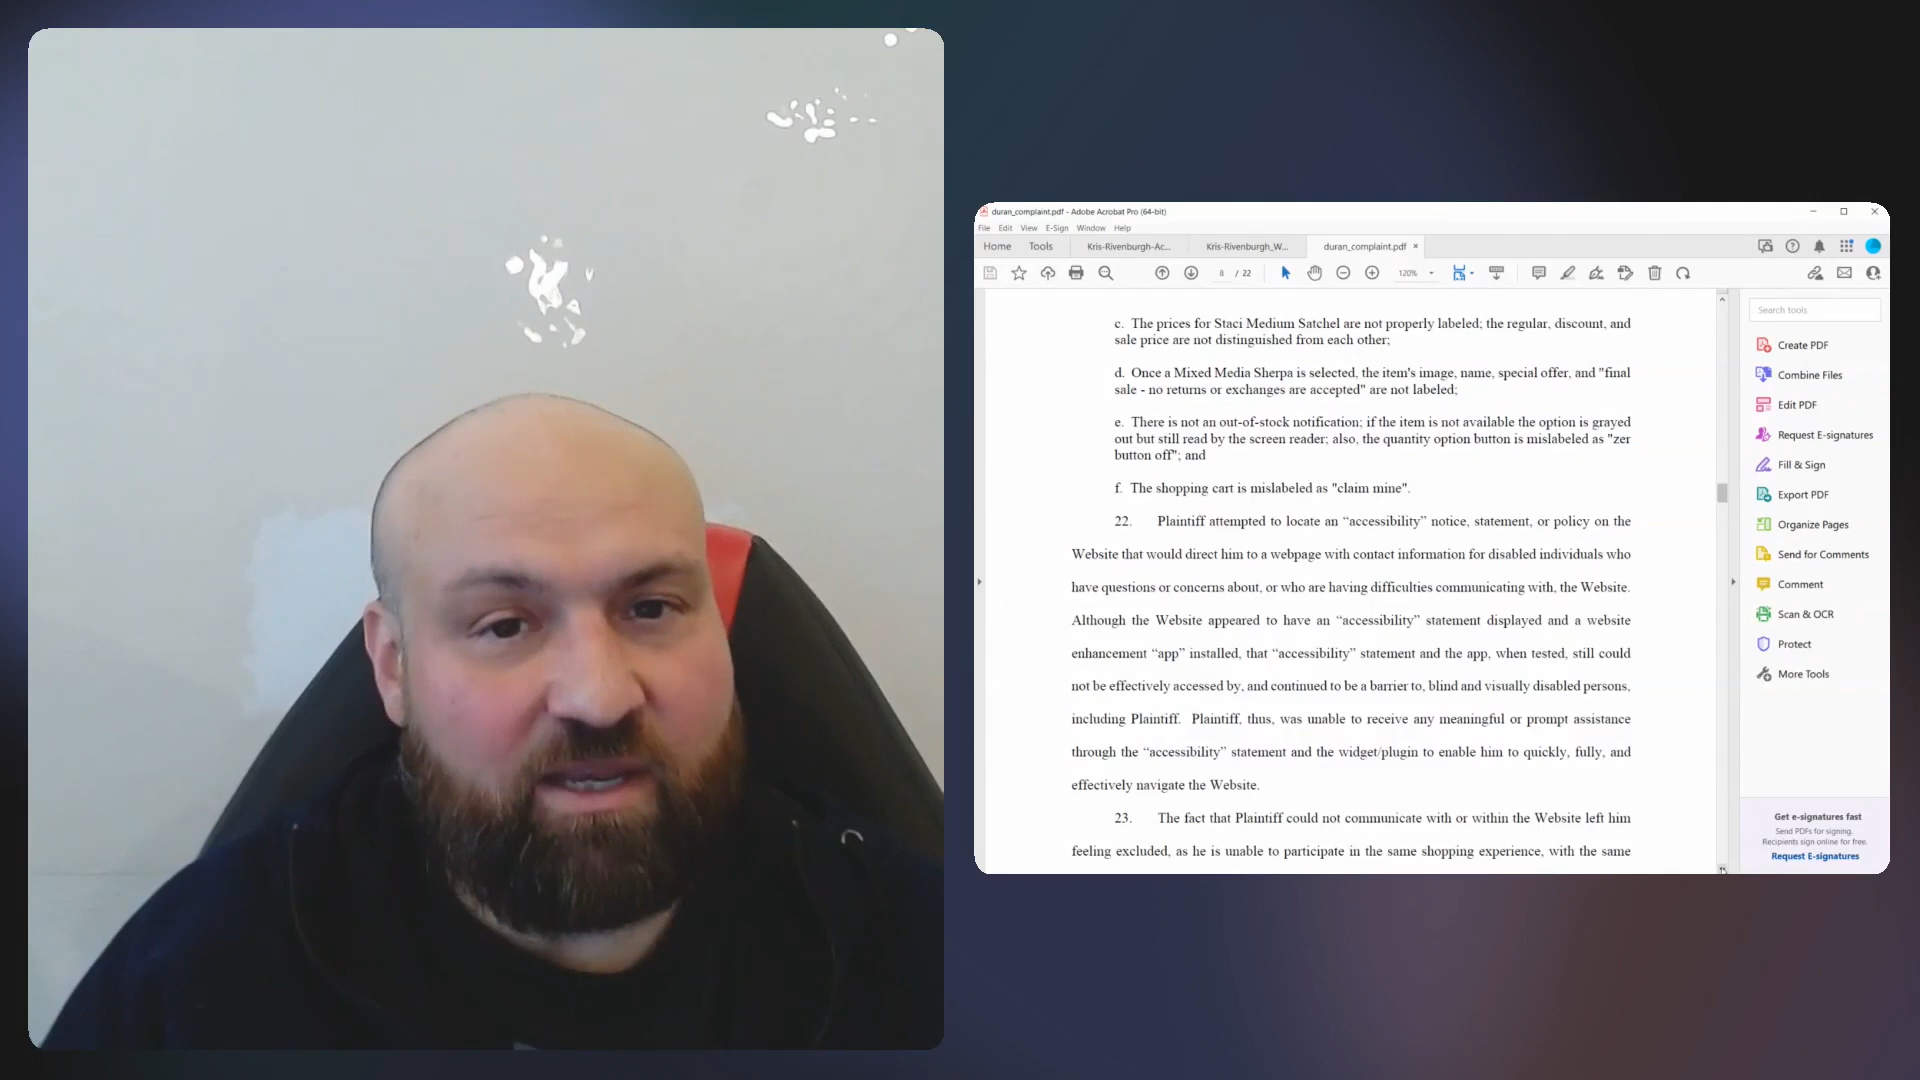 duran_complaint.pdf - Adobe Acrobat Pro (64-bit)
File Edit View E-Sign Window Help
Home Tools Kris-Rivenburgh-Ac... Kris-Rivenburgh_W... duran_complaint.pdf ×
8 / 22 120%
c. The prices for Staci Medium Satchel are not properly labeled; the regular, discount, and
sale price are not distinguished from each other;
d. Once a Mixed Media Sherpa is selected, the item's image, name, special offer, and "final
sale - no returns or exchanges are accepted" are not labeled;
e. There is not an out-of-stock notification; if the item is not available the option is grayed
out but still read by the screen reader; also, the quantity option button is mislabeled as "zer
button off"; and
f. The shopping cart is mislabeled as "claim mine".
22. Plaintiff attempted to locate an “accessibility” notice, statement, or policy on the
Website that would direct him to a webpage with contact information for disabled individuals who
have questions or concerns about, or who are having difficulties communicating with, the Website.
Although the Website appeared to have an “accessibility” statement displayed and a website
enhancement “app” installed, that “accessibility” statement and the app, when tested, still could
not be effectively accessed by, and continued to be a barrier to, blind and visually disabled persons,
including Plaintiff. Plaintiff, thus, was unable to receive any meaningful or prompt assistance
through the “accessibility” statement and the widget/plugin to enable him to quickly, fully, and
effectively navigate the Website.
23. The fact that Plaintiff could not communicate with or within the Website left him
feeling excluded, as he is unable to participate in the same shopping experience, with the same
Search tools
Create PDF
Combine Files
Edit PDF
Request E-signatures
Fill & Sign
Export PDF
Organize Pages
Send for Comments
Comment
Scan & OCR
Protect
More Tools
Get e-signatures fast
Send PDFs for signing.
Recipients sign online for free.
Request E-signatures